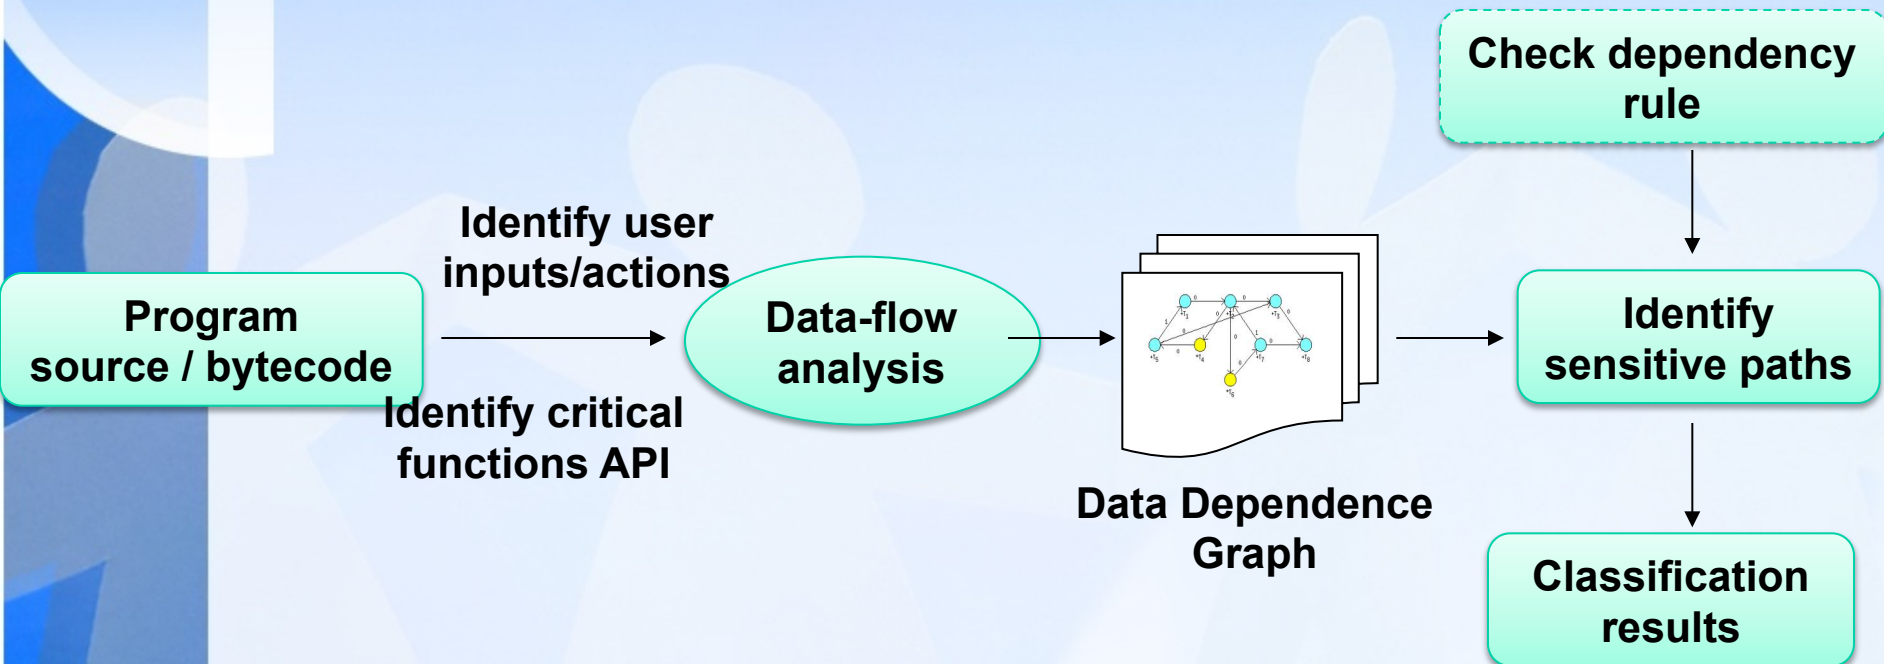 Check dependency
rule
Identify user
inputs/actions
Program
source / bytecode
Identify critical
functions API
Data-flow
analysis
Data Dependence
Graph
Identify
sensitive paths
Classification
results